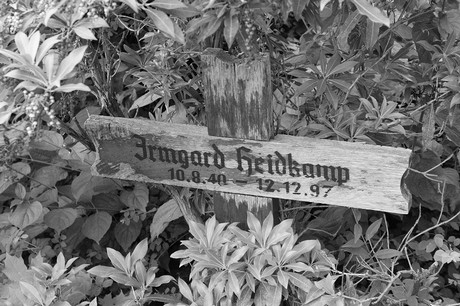 Irmgard Heidkamp
10.8.40 – 12.12.97